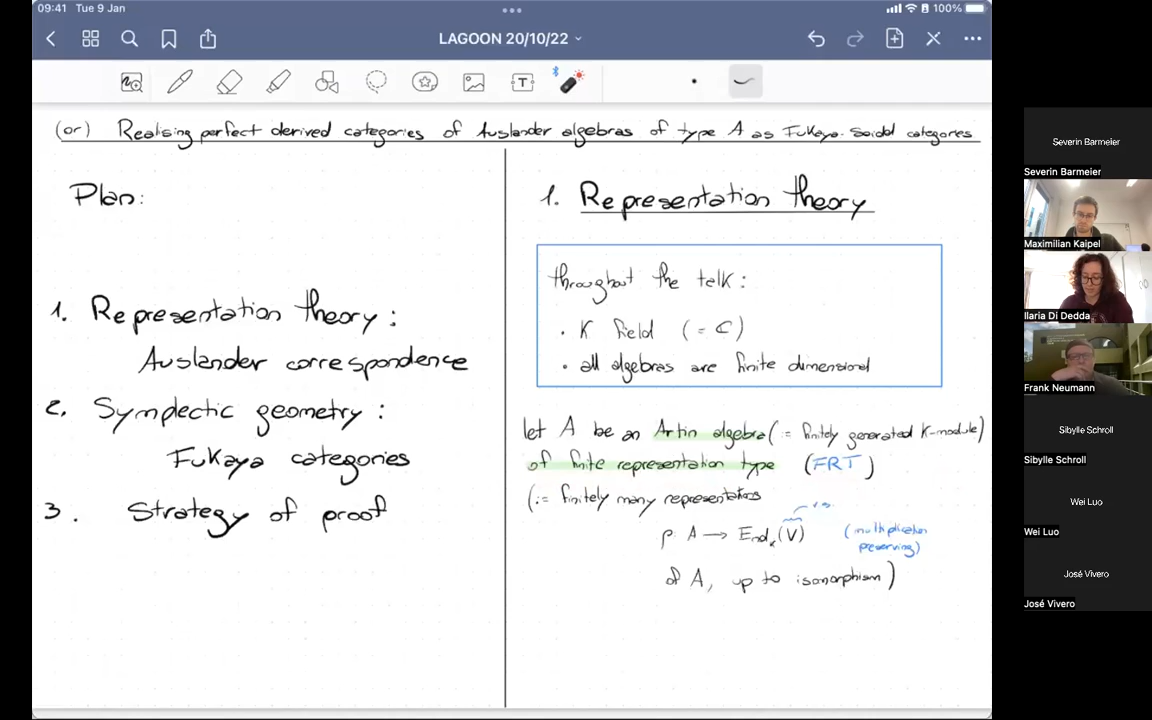 09:41 Tue 9 Jan
100%
LAGOON 20/10/22
(or) Realising perfect derived categories of Auslander algebras of type A as Fukaya-Seidel categories
Plan:
1. Representation theory:
Auslander correspondence
2. Symplectic geometry:
Fukaya categories
3. Strategy of proof
1. Representation theory
throughout the talk:
• K field (= C)
• all algebras are finite dimensional
let A be an Artin algebra (:= finitely generated K-module)
of finite representation type (FRT)
(:= finitely many representations
ρ: A → End_K(V) (multiplication
preserving)
of A, up to isomorphism)
Severin Barmeier
Severin Barmeier
Maximilian Kaipel
Ilaria Di Dedda
Frank Neumann
Sibylle Schroll
Sibylle Schroll
Wei Luo
Wei Luo
José Vivero
José Vivero